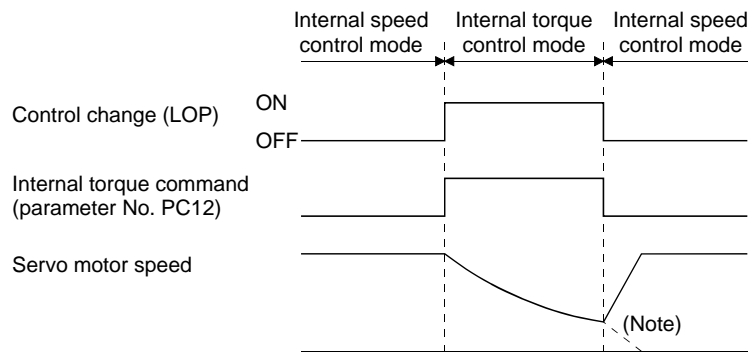 Internal speed
control mode
Internal torque
control mode
Internal speed
control mode
Control change (LOP)
ON
OFF
Internal torque command
(parameter No. PC12)
Servo motor speed
(Note)